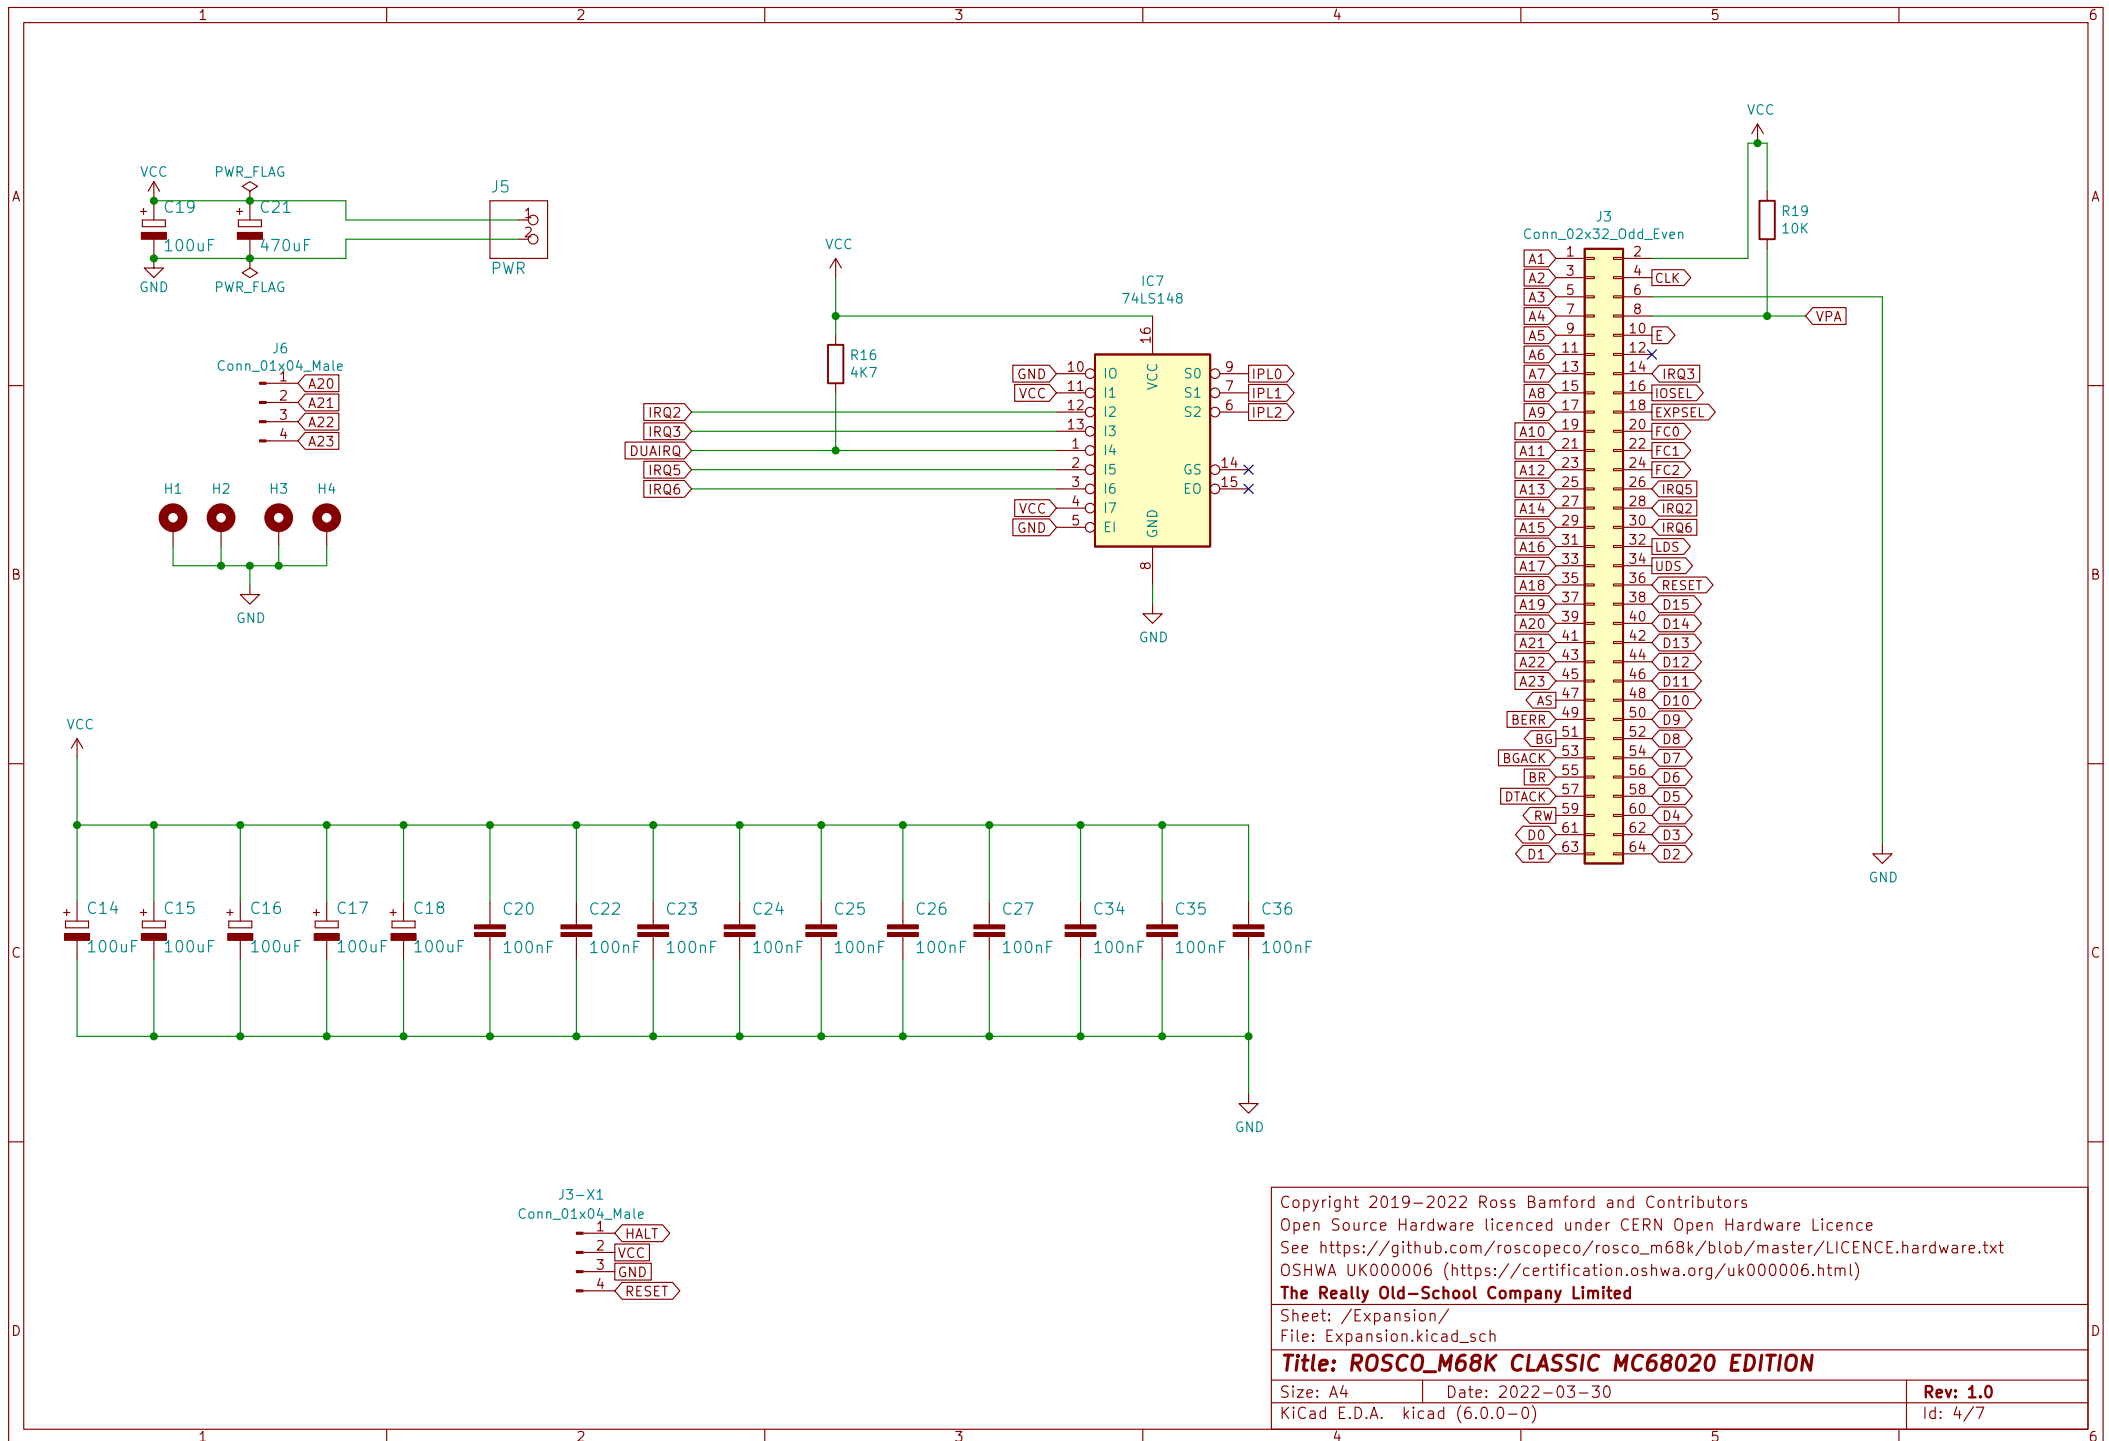 1 2 3 4 5 6
A A
B B
C C
D D
1 2 3 4 5 6
VCC PWR_FLAG
+ C19 + C21
100uF 470uF
GND PWR_FLAG
J5
1
2
PWR
J6
Conn_01x04_Male
1 A20
2 A21
3 A22
4 A23
H1 H2 H3 H4
GND
VCC
R16
4K7
IRQ2
IRQ3
DUAIRQ
IRQ5
IRQ6
IC7
74LS148
16
VCC
GND 10 IO S0 9 IPL0
VCC 11 I1 S1 7 IPL1
12 I2 S2 6 IPL2
13 I3
1 I4
2 I5 GS 14
3 I6 EO 15
VCC 4 I7
GND 5 EI
GND
8
GND
VCC
R19
10K
J3
Conn_02x32_Odd_Even
A1 1 2
A2 3 4 CLK
A3 5 6
A4 7 8 VPA
A5 9 10 E
A6 11 12
A7 13 14 IRQ3
A8 15 16 IOSEL
A9 17 18 EXPSEL
A10 19 20 FC0
A11 21 22 FC1
A12 23 24 FC2
A13 25 26 IRQ5
A14 27 28 IRQ2
A15 29 30 IRQ6
A16 31 32 LDS
A17 33 34 UDS
A18 35 36 RESET
A19 37 38 D15
A20 39 40 D14
A21 41 42 D13
A22 43 44 D12
A23 45 46 D11
AS 47 48 D10
BERR 49 50 D9
BG 51 52 D8
BGACK 53 54 D7
BR 55 56 D6
DTACK 57 58 D5
RW 59 60 D4
D0 61 62 D3
D1 63 64 D2
GND
VCC
+ C14 + C15 + C16 + C17 + C18 C20 C22 C23 C24 C25 C26 C27 C34 C35 C36
100uF 100uF 100uF 100uF 100uF 100nF 100nF 100nF 100nF 100nF 100nF 100nF 100nF 100nF 100nF
GND
J3-X1
Conn_01x04_Male
1 HALT
2 VCC
3 GND
4 RESET
Copyright 2019-2022 Ross Bamford and Contributors
Open Source Hardware licenced under CERN Open Hardware Licence
See https://github.com/roscopeco/rosco_m68k/blob/master/LICENCE.hardware.txt
OSHWA UK000006 (https://certification.oshwa.org/uk000006.html)
The Really Old-School Company Limited
Sheet: /Expansion/
File: Expansion.kicad_sch
Title: ROSCO_M68K CLASSIC MC68020 EDITION
Size: A4 Date: 2022-03-30 Rev: 1.0
KiCad E.D.A. kicad (6.0.0-0) Id: 4/7